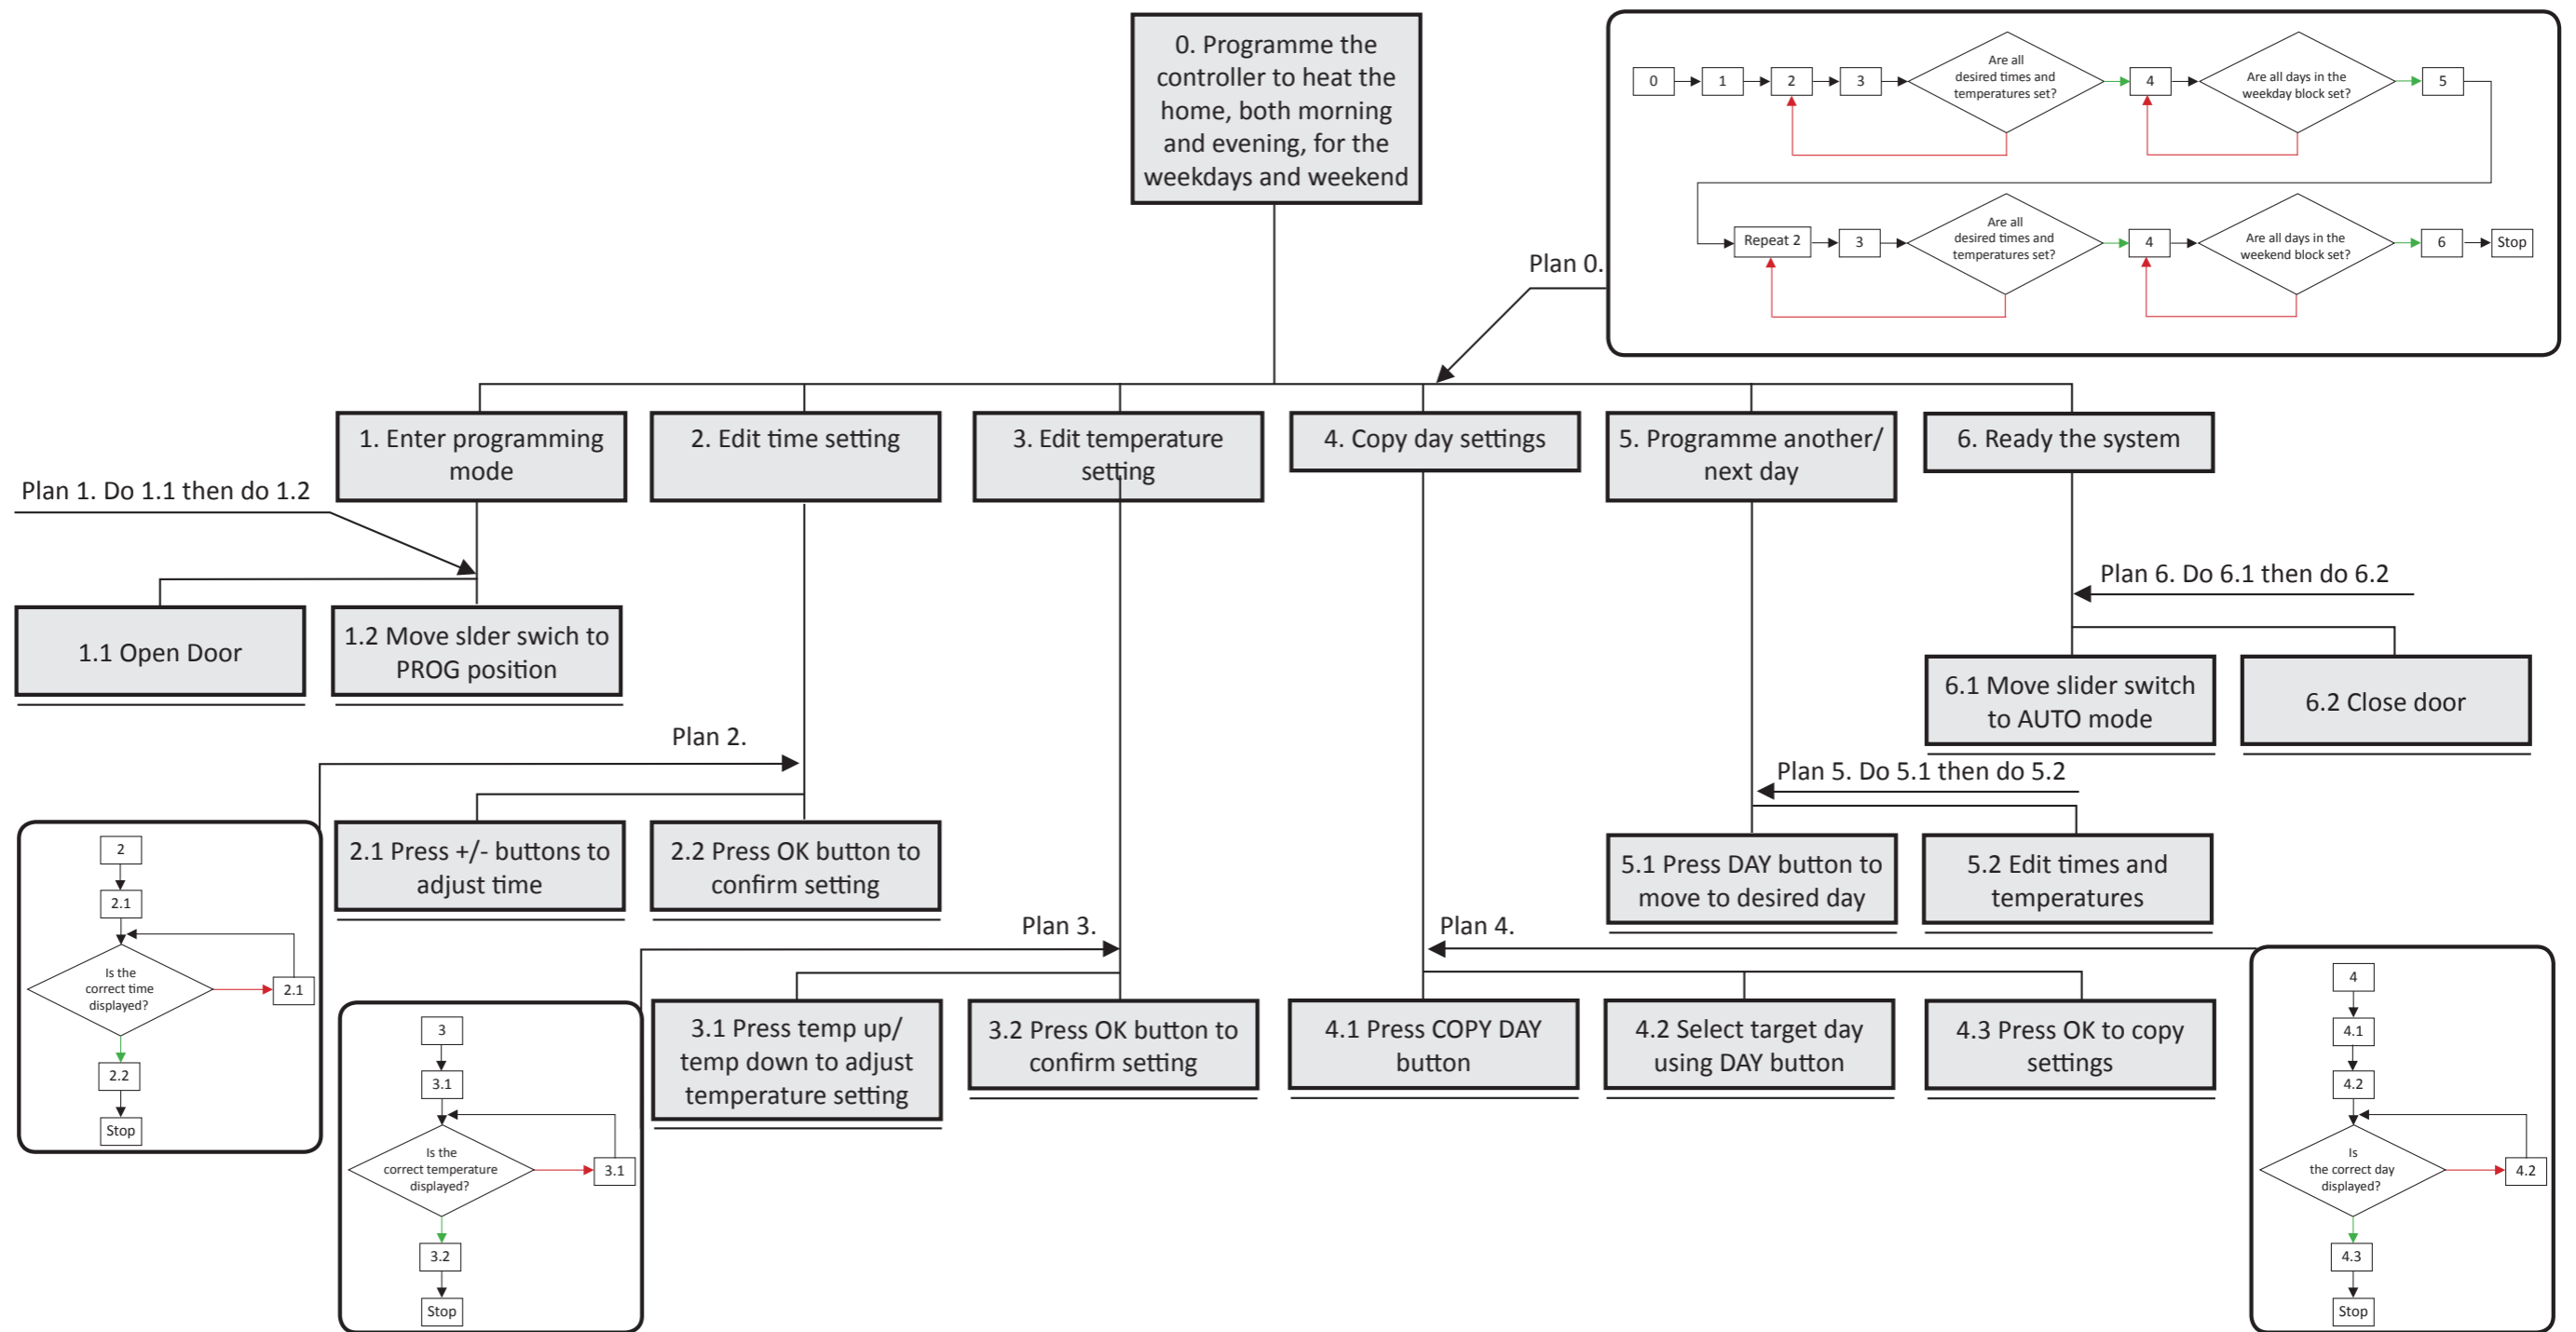 0. Programme the
controller to heat the
home, both morning
and evening, for the
weekdays and weekend
Plan 0.
0
1
2
3
Are all
desired times and
temperatures set?
4
Are all days in the
weekday block set?
5
Repeat 2
3
Are all
desired times and
temperatures set?
4
Are all days in the
weekend block set?
6
Stop
1. Enter programming
mode
2. Edit time setting
3. Edit temperature
setting
4. Copy day settings
5. Programme another/
next day
6. Ready the system
Plan 1. Do 1.1 then do 1.2
1.1 Open Door
1.2 Move slder swich to
PROG position
Plan 6. Do 6.1 then do 6.2
6.1 Move slider switch
to AUTO mode
6.2 Close door
Plan 2.
2
2.1
Is the
correct time
displayed?
2.1
2.2
Stop
2.1 Press +/- buttons to
adjust time
2.2 Press OK button to
confirm setting
Plan 5. Do 5.1 then do 5.2
5.1 Press DAY button to
move to desired day
5.2 Edit times and
temperatures
Plan 3.
3
3.1
Is the
correct temperature
displayed?
3.1
3.2
Stop
3.1 Press temp up/
temp down to adjust
temperature setting
3.2 Press OK button to
confirm setting
Plan 4.
4.1 Press COPY DAY
button
4.2 Select target day
using DAY button
4.3 Press OK to copy
settings
4
4.1
4.2
Is
the correct day
displayed?
4.2
4.3
Stop